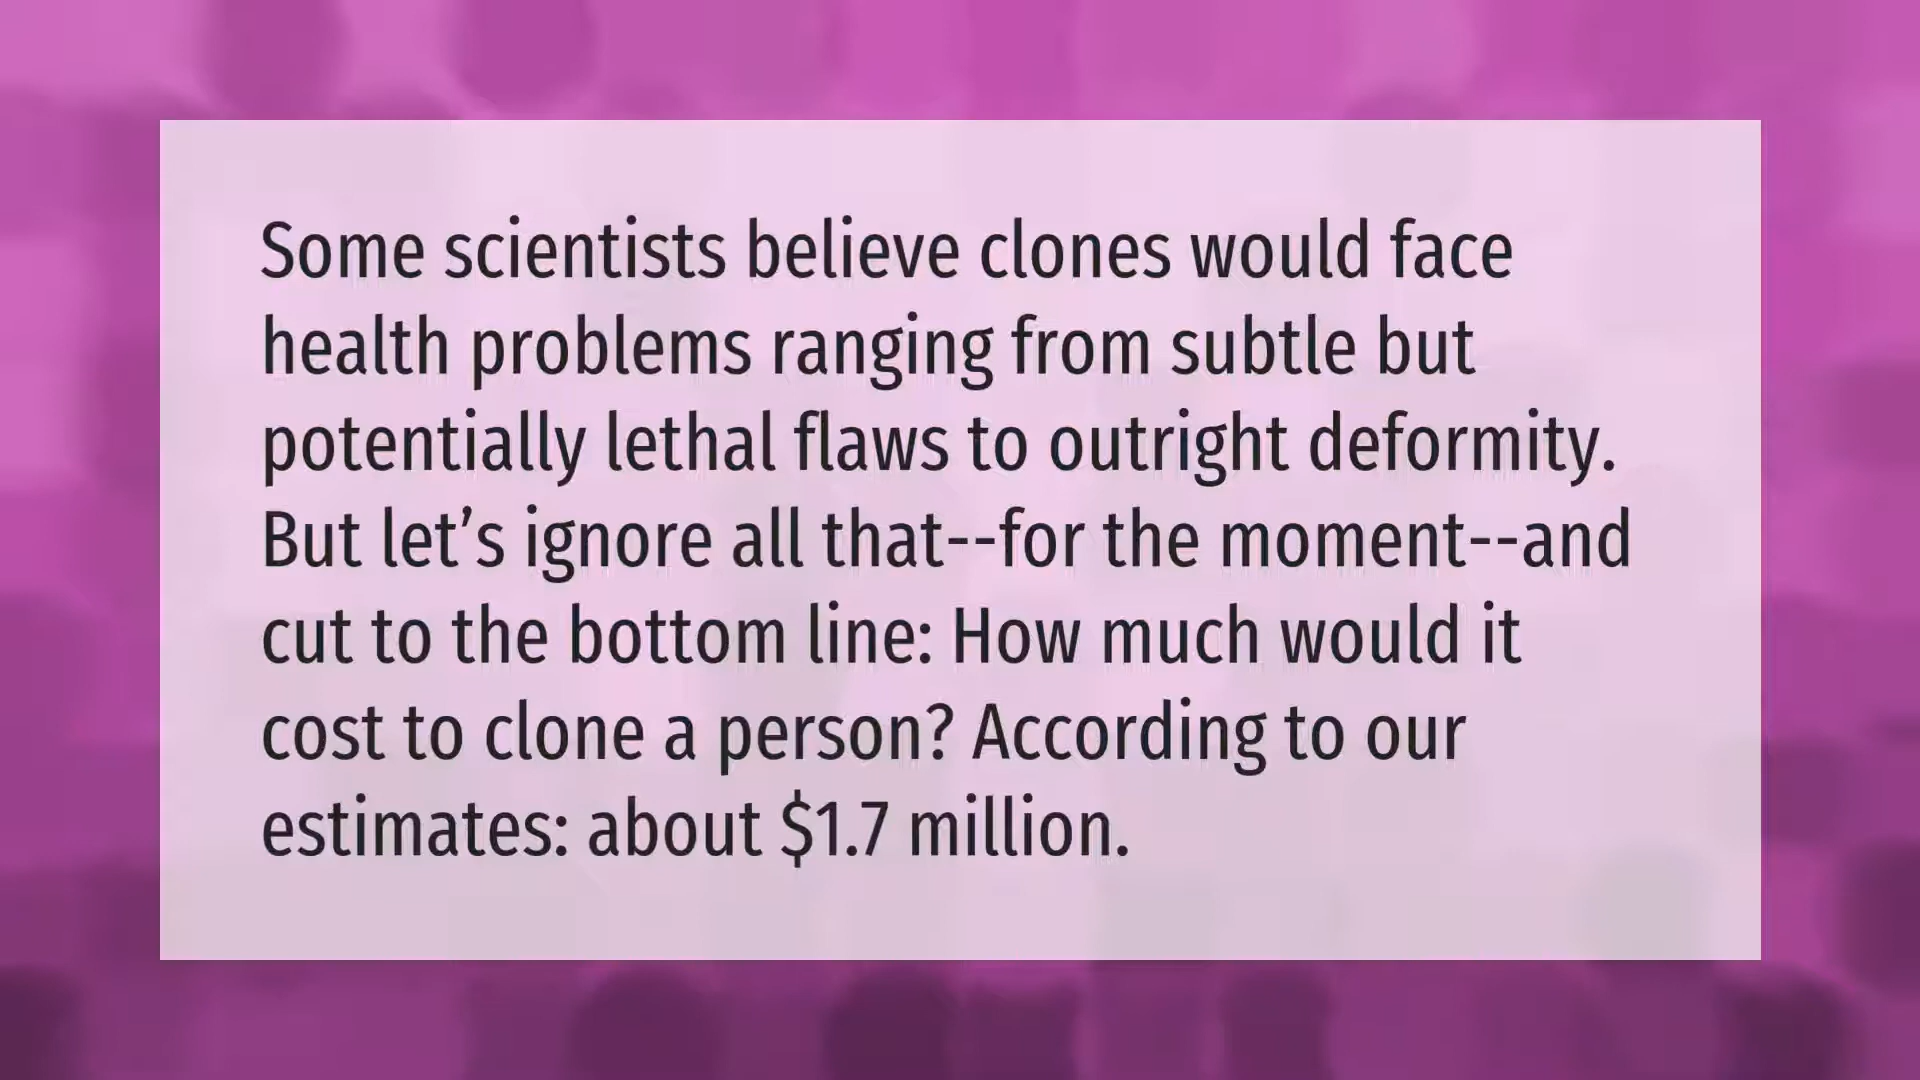 Some scientists believe clones would face
health problems ranging from subtle but
potentially lethal flaws to outright deformity.
But let’s ignore all that--for the moment--and
cut to the bottom line: How much would it
cost to clone a person? According to our
estimates: about $1.7 million.